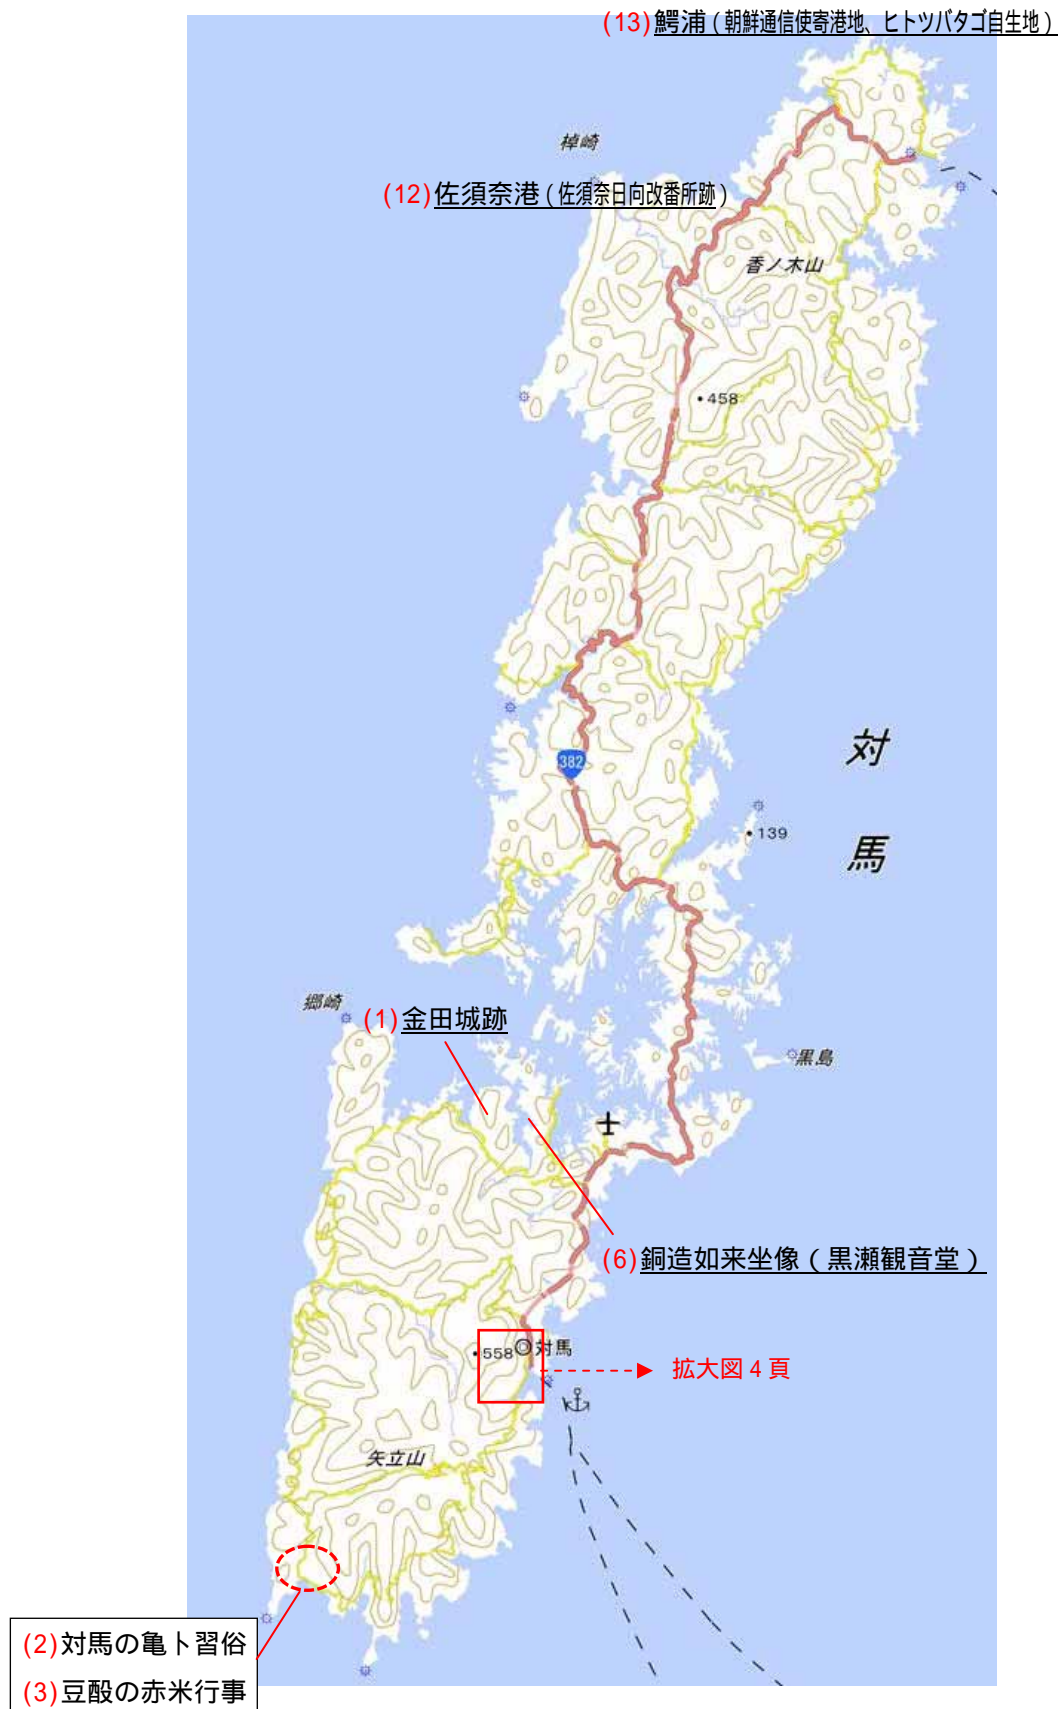 (13)鰐浦(朝鮮通信使寄港地、ヒトツバタゴ自生地)
棹崎
(12)佐須奈港(佐須奈日向改番所跡)
香ノ木山
458
382
対馬
139
郷崎
(1)金田城跡
黒島
(6)銅造如来坐像(黒瀬観音堂)
558
対馬
拡大図4頁
矢立山
(2)対馬の亀卜習俗
(3)豆酘の赤米行事